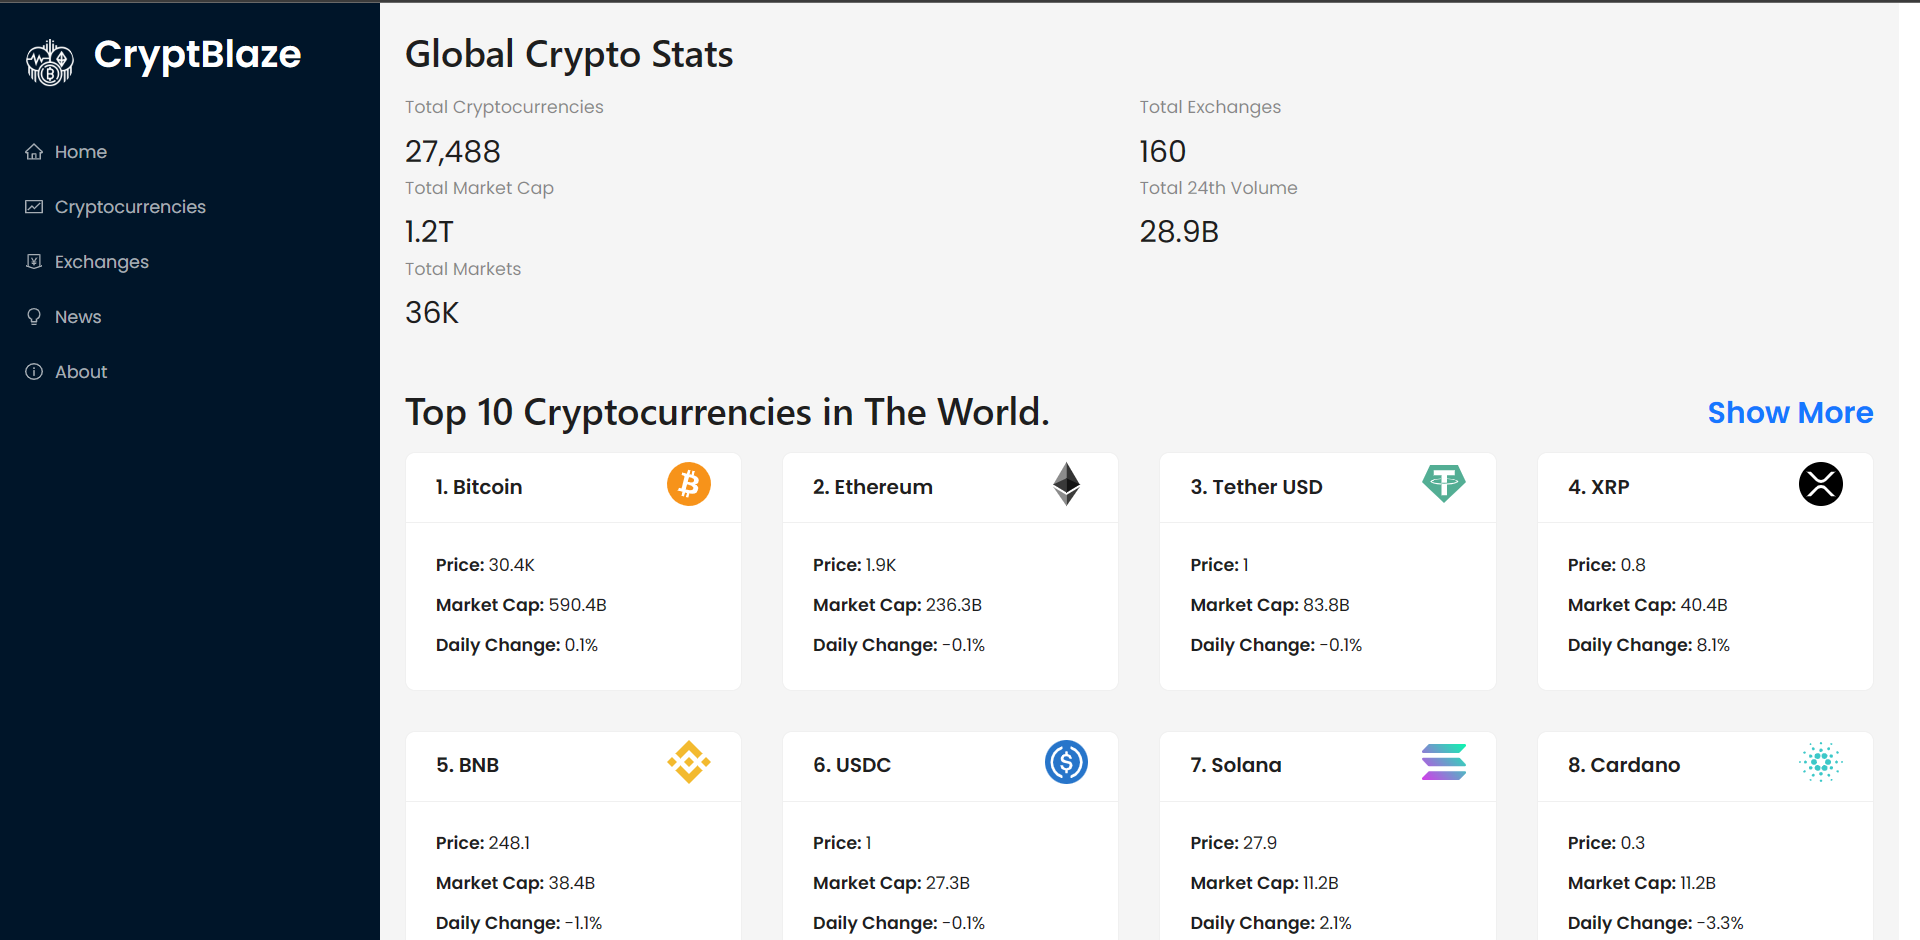 CryptBlaze
Home
Cryptocurrencies
Exchanges
News
About
Global Crypto Stats
Total Cryptocurrencies
27,488
Total Exchanges
160
Total Market Cap
1.2T
Total 24th Volume
28.9B
Total Markets
36K
Top 10 Cryptocurrencies in The World.
Show More
1. Bitcoin
Price: 30.4K
Market Cap: 590.4B
Daily Change: 0.1%
2. Ethereum
Price: 1.9K
Market Cap: 236.3B
Daily Change: -0.1%
3. Tether USD
Price: 1
Market Cap: 83.8B
Daily Change: -0.1%
4. XRP
Price: 0.8
Market Cap: 40.4B
Daily Change: 8.1%
5. BNB
Price: 248.1
Market Cap: 38.4B
Daily Change: -1.1%
6. USDC
Price: 1
Market Cap: 27.3B
Daily Change: -0.1%
7. Solana
Price: 27.9
Market Cap: 11.2B
Daily Change: 2.1%
8. Cardano
Price: 0.3
Market Cap: 11.2B
Daily Change: -3.3%